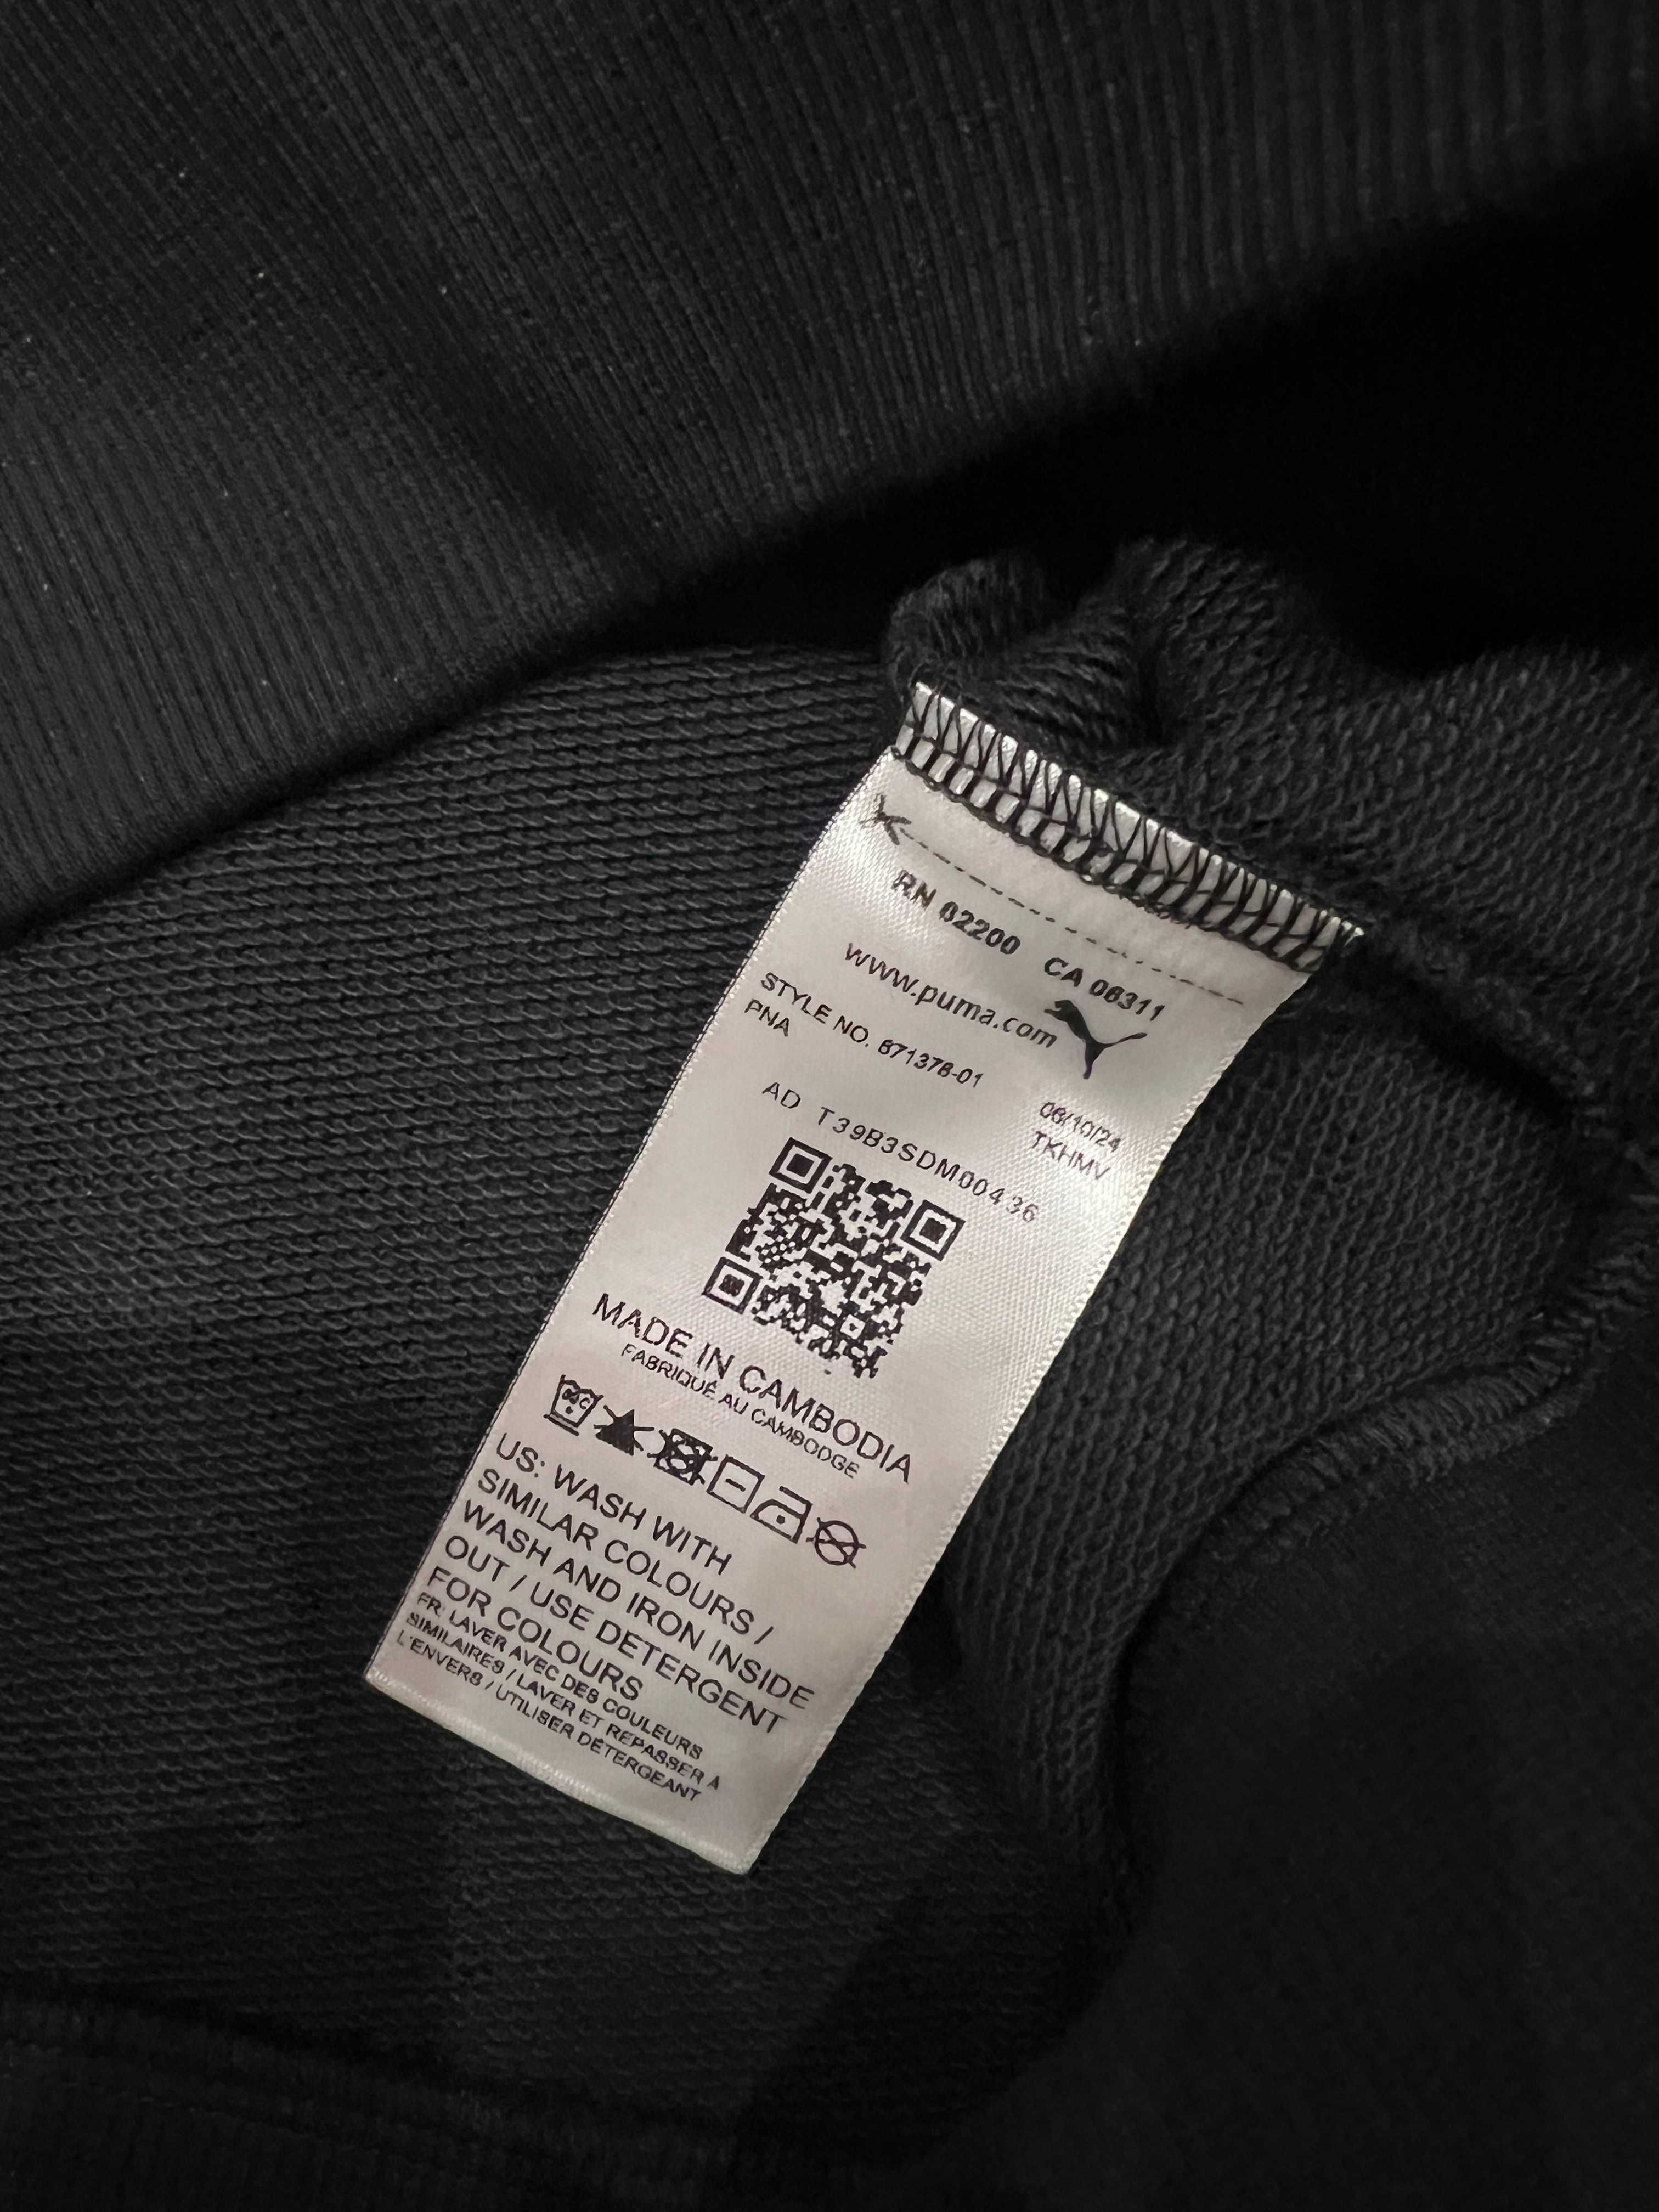 RN 62200 CA 06311
www.puma.com
STYLE NO. 671378-01
PNA
06/10/24
TKHMV
AD T39B3SDM00436
MADE IN CAMBODIA
FABRIQUÉ AU CAMBODGE
US: WASH WITH
SIMILAR COLOURS /
WASH AND IRON INSIDE
OUT / USE DETERGENT
FOR COLOURS
FR: LAVER AVEC DES COULEURS
SIMILAIRES / LAVER ET REPASSER À
L'ENVERS / UTILISER DÉTERGEANT